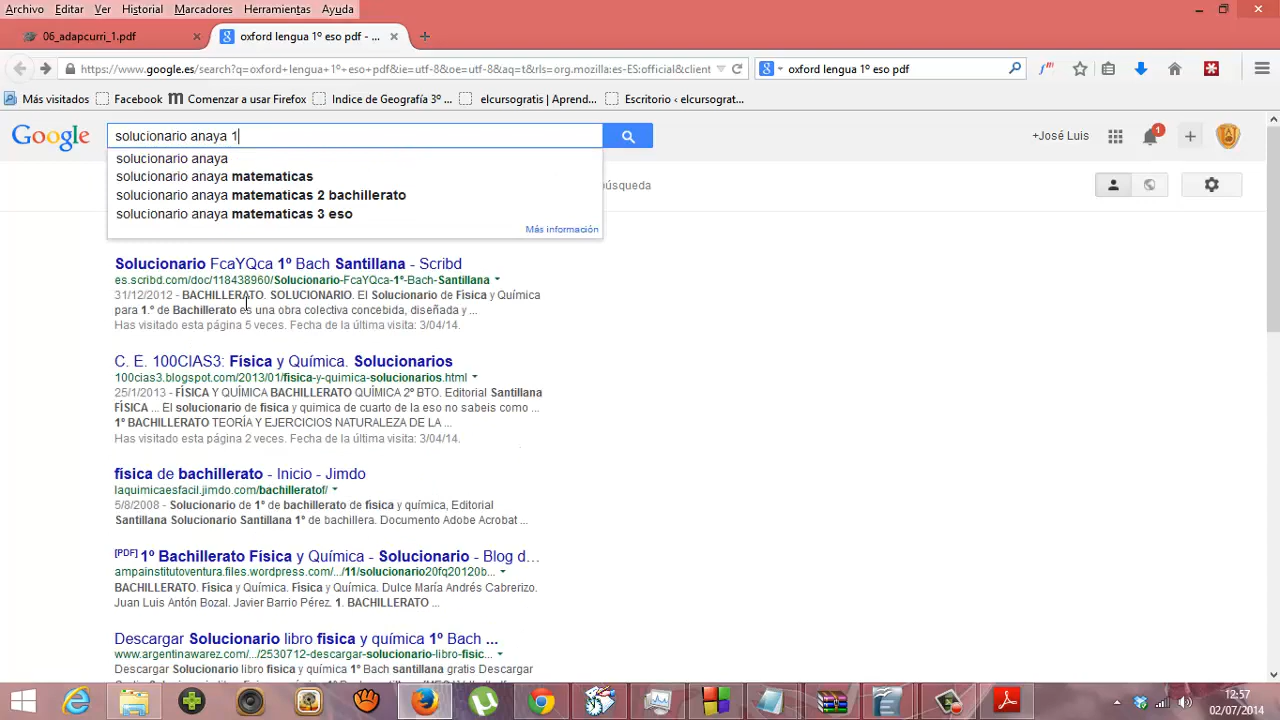 Archivo Editar Ver Historial Marcadores Herramientas Ayuda
06_adapcurri_1.pdf × oxford lengua 1º eso pdf - ... × +
https://www.google.es/search?q=oxford+lengua+1º+eso+pdf&ie=utf-8&oe=utf-8&aq=t&rls=org.mozilla:es-ES:official&client oxford lengua 1º eso pdf
Más visitados Facebook Comenzar a usar Firefox Indice de Geografía 3º ... elcursogratis | Aprend... Escritorio ‹ elcursograt...
Google solucionario anaya 1 +José Luis 1
solucionario anaya
solucionario anaya matematicas
solucionario anaya matematicas 2 bachillerato
solucionario anaya matematicas 3 eso
Más información
búsqueda
Solucionario FcaYQca 1º Bach Santillana - Scribd
es.scribd.com/doc/118438960/Solucionario-FcaYQca-1°-Bach-Santillana
31/12/2012 - BACHILLERATO. SOLUCIONARIO. El Solucionario de Física y Química
para 1.º de Bachillerato es una obra colectiva concebida, diseñada y ...
Has visitado esta página 5 veces. Fecha de la última visita: 3/04/14.
C. E. 100CIAS3: Física y Química. Solucionarios
100cias3.blogspot.com/2013/01/fisica-y-quimica-solucionarios.html
25/1/2013 - FÍSICA Y QUÍMICA BACHILLERATO QUÍMICA 2º BTO. Editorial Santillana
FÍSICA ... El solucionario de fisica y quimica de cuarto de la eso no sabeis como ...
1º BACHILLERATO TEORÍA Y EJERCICIOS NATURALEZA DE LA ...
Has visitado esta página 2 veces. Fecha de la última visita: 3/04/14.
física de bachillerato - Inicio - Jimdo
laquimicaesfacil.jimdo.com/bachilleratof/
5/8/2008 - Solucionario de 1º de bachillerato de física y química, Editorial
Santillana Solucionario Santillana 1º de bachillera. Documento Adobe Acrobat ...
[PDF] 1º Bachillerato Física y Química - Solucionario - Blog d...
ampainstitutoventura.files.wordpress.com/.../11/solucionario20fq20120b...
BACHILLERATO. Física y Química. Física y Química. Dulce María Andrés Cabrerizo.
Juan Luis Antón Bozal. Javier Barrio Pérez. 1. BACHILLERATO ...
Descargar Solucionario libro física y química 1º Bach ...
www.argentinawarez.com/.../2530712-descargar-solucionario-libro-fisic...
Descargar Solucionario libro física y química 1º Bach santillana gratis Descargar
12:57
02/07/2014